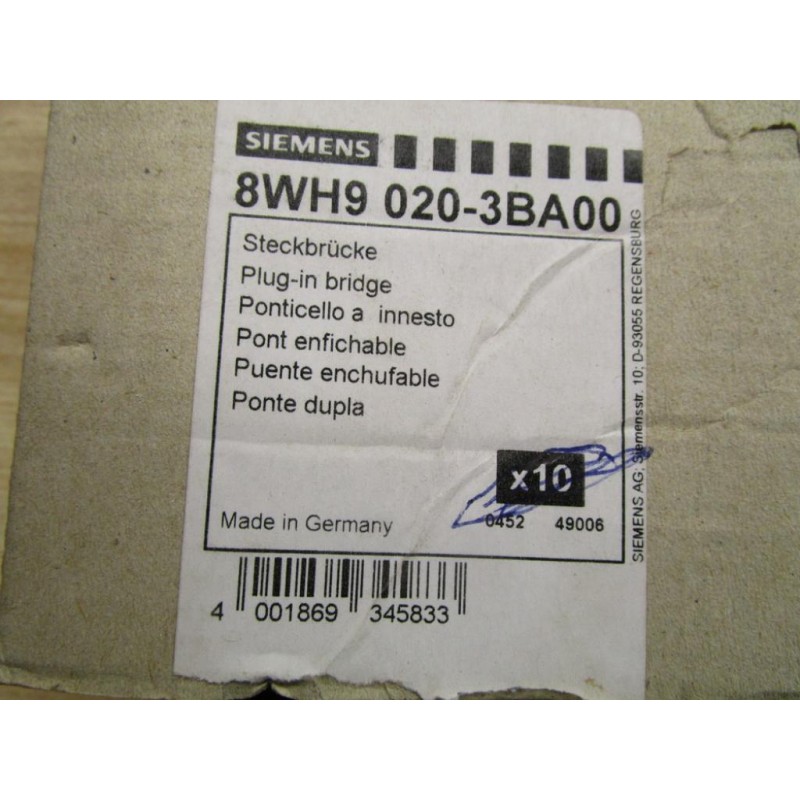 SIEMENS
8WH9 020-3BA00
Steckbrücke
Plug-in bridge
Ponticello a innesto
Pont enfichable
Puente enchufable
Ponte dupla
x10
0452 49006
Made in Germany
4 001869 345833
SIEMENS AG; Siemensstr. 10; D-93055 REGENSBURG